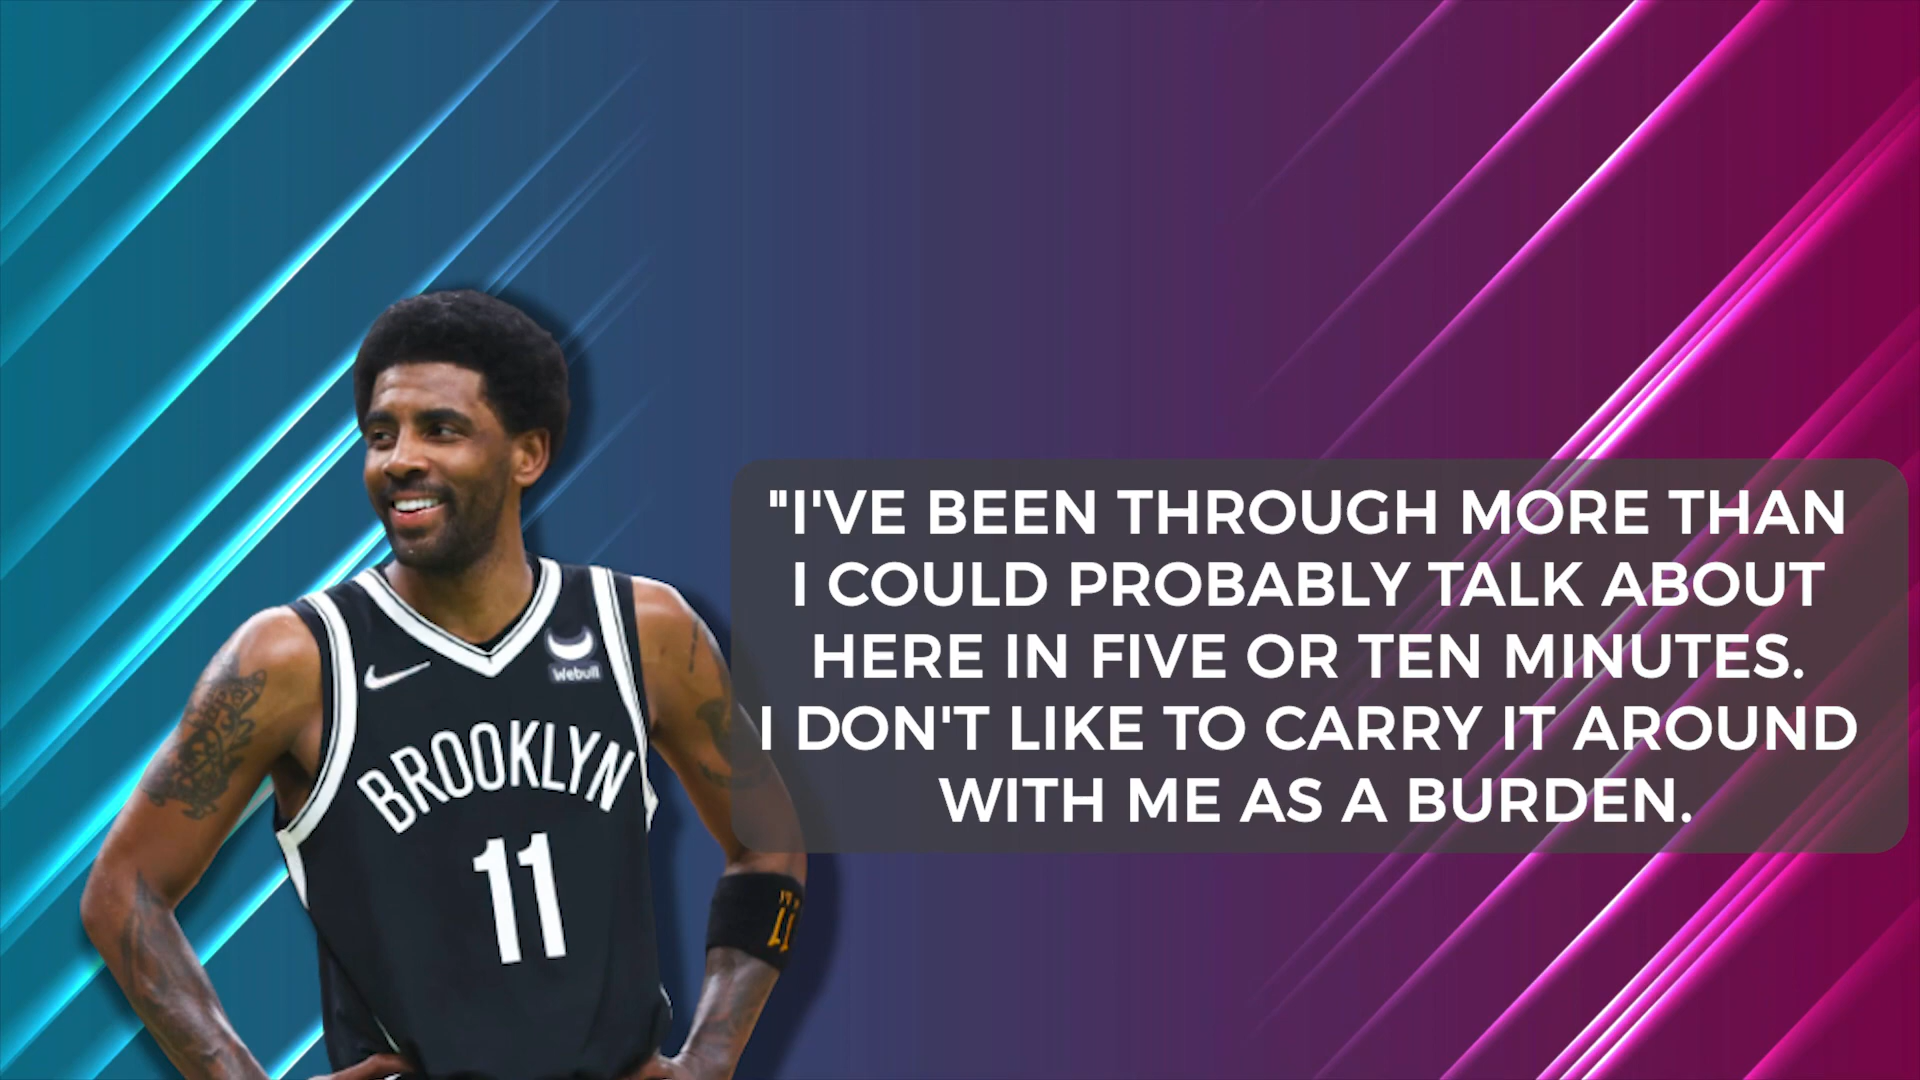 "I'VE BEEN THROUGH MORE THAN
I COULD PROBABLY TALK ABOUT
HERE IN FIVE OR TEN MINUTES.
I DON'T LIKE TO CARRY IT AROUND
WITH ME AS A BURDEN.
Webull
BROOKLYN
11
11